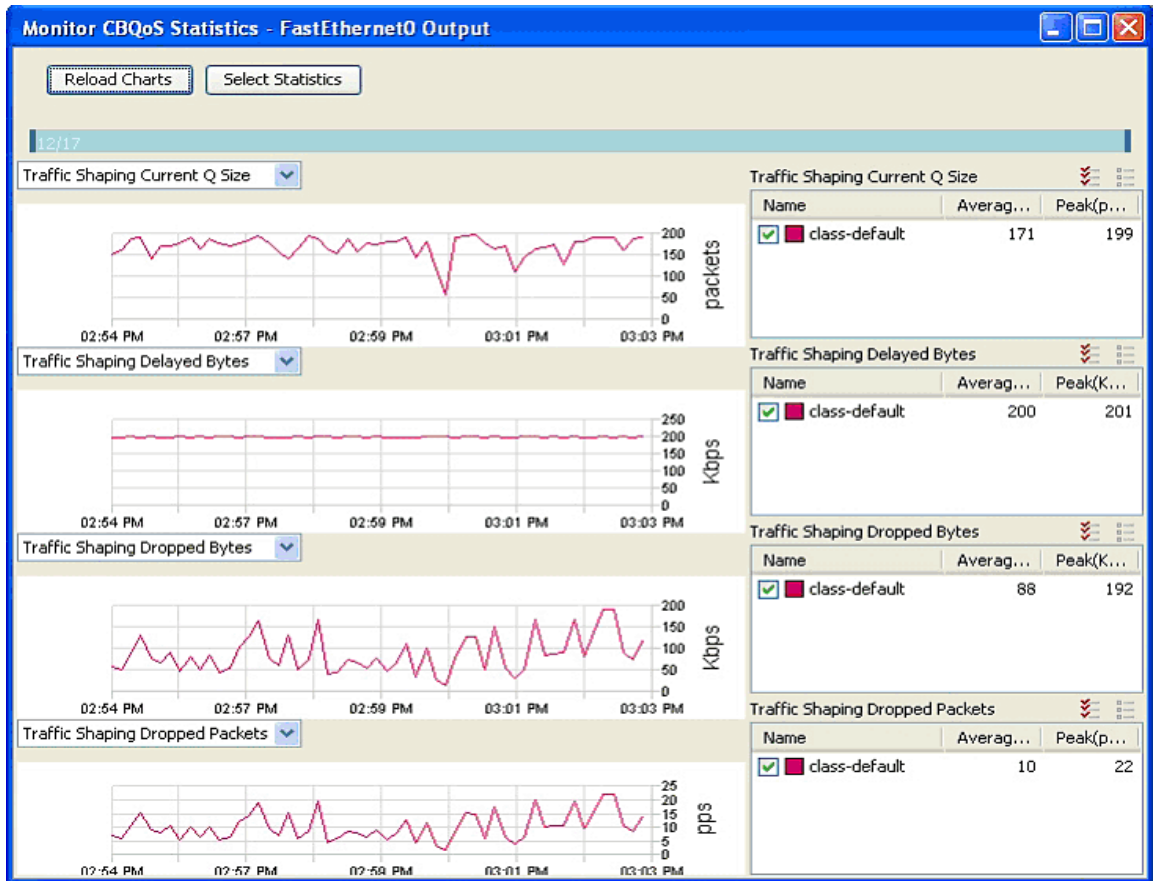 Monitor CBQoS Statistics - FastEthernet0 Output
Reload Charts
Select Statistics
12/17
Traffic Shaping Current Q Size
200
150
100
50
0
packets
02:54 PM
02:57 PM
02:59 PM
03:01 PM
03:03 PM
Traffic Shaping Current Q Size
Name Averag... Peak(p...
class-default 171 199
Traffic Shaping Delayed Bytes
250
200
150
100
50
0
Kbps
02:54 PM
02:57 PM
02:59 PM
03:01 PM
03:03 PM
Traffic Shaping Delayed Bytes
Name Averag... Peak(K...
class-default 200 201
Traffic Shaping Dropped Bytes
200
150
100
50
0
Kbps
02:54 PM
02:57 PM
02:59 PM
03:01 PM
03:03 PM
Traffic Shaping Dropped Bytes
Name Averag... Peak(K...
class-default 88 192
Traffic Shaping Dropped Packets
25
20
15
10
5
0
pps
02:54 PM
02:57 PM
02:59 PM
03:01 PM
03:03 PM
Traffic Shaping Dropped Packets
Name Averag... Peak(p...
class-default 10 22